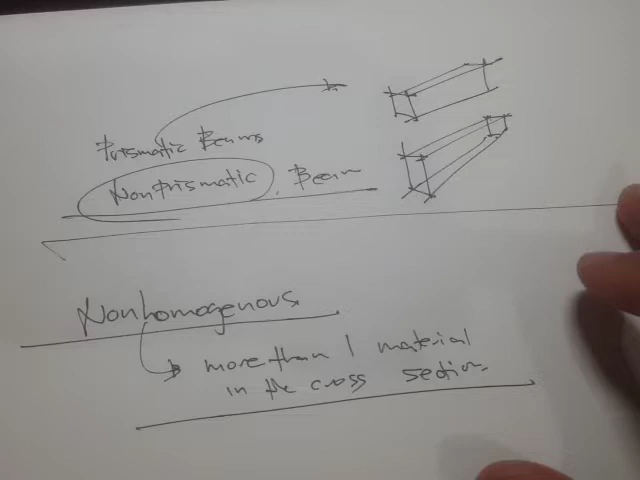 Prismatic Beams
Nonprismatic. Beam
Nonhomogenous
more than 1 material
in the cross section.